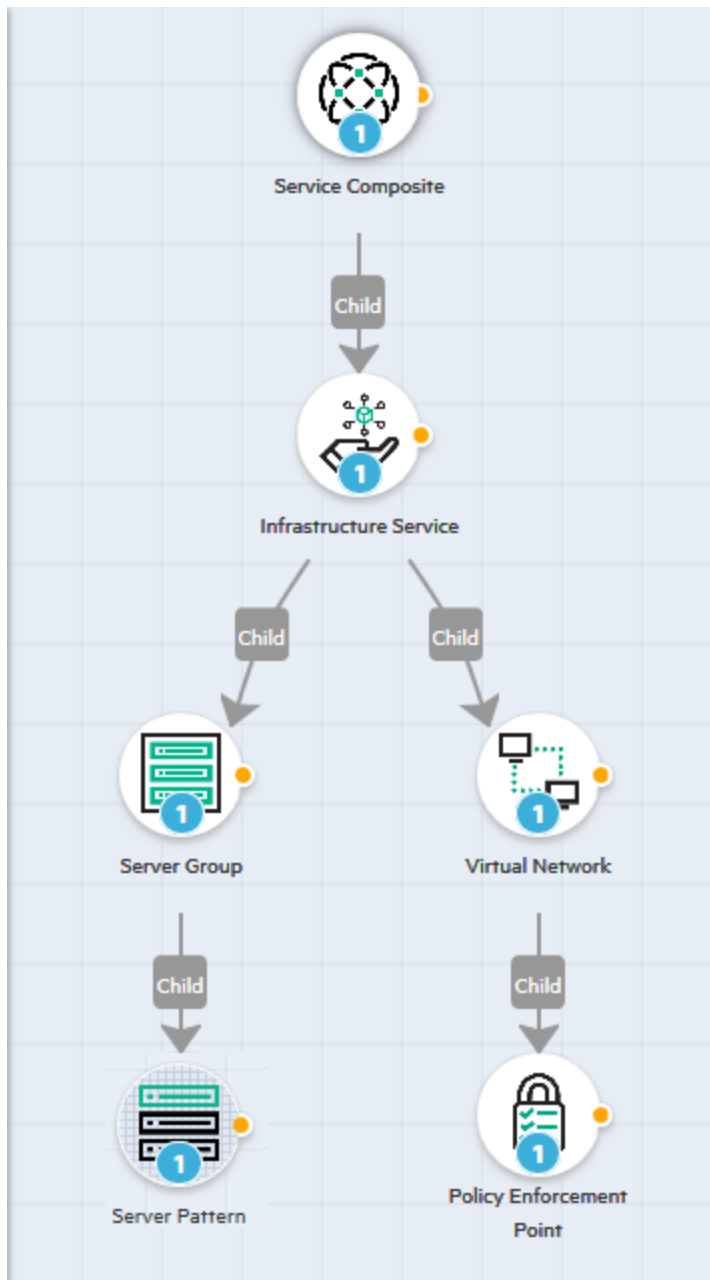 1
Service Composite
Child
1
Infrastructure Service
Child Child
1 1
Server Group Virtual Network
Child Child
1 1
Server Pattern Policy Enforcement
Point